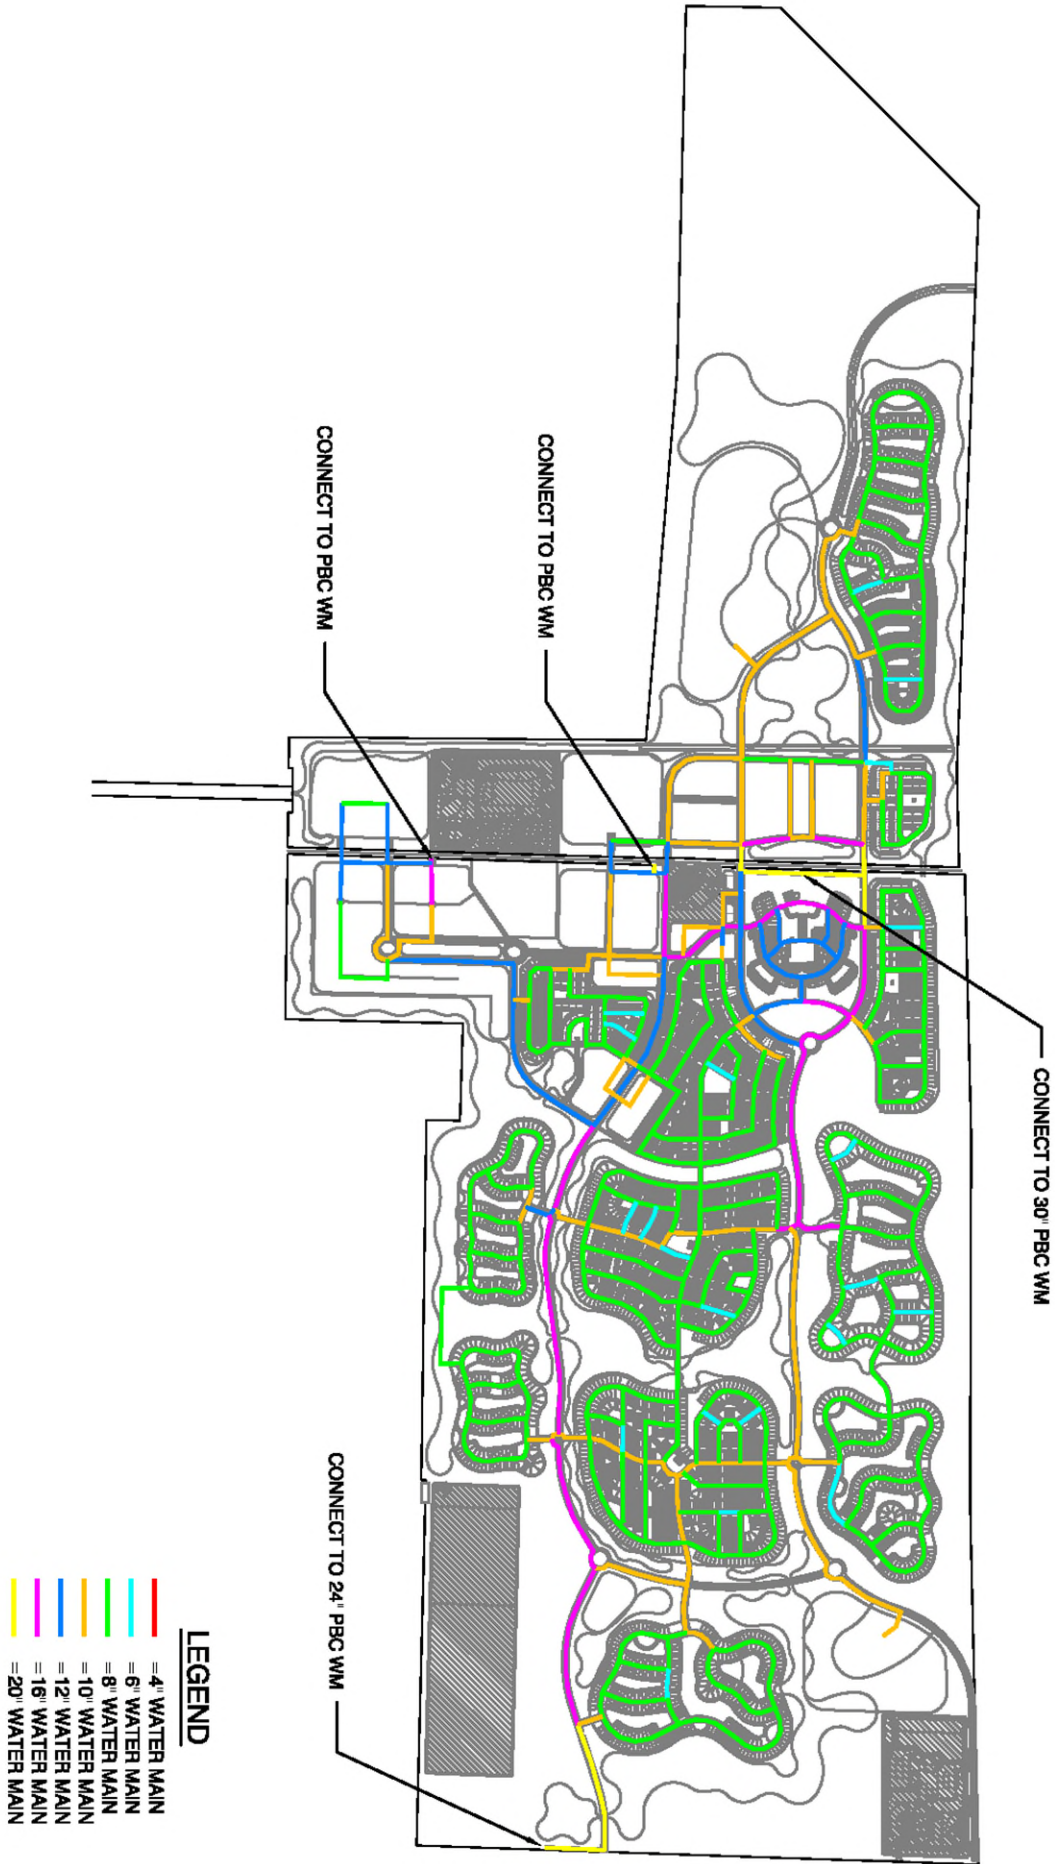 CONNECT TO 30" PBC WM
CONNECT TO PBC WM
CONNECT TO PBC WM
CONNECT TO 24" PBC WM
LEGEND
=4" WATER MAIN
=6" WATER MAIN
=8" WATER MAIN
=10" WATER MAIN
=12" WATER MAIN
=16" WATER MAIN
=20" WATER MAIN